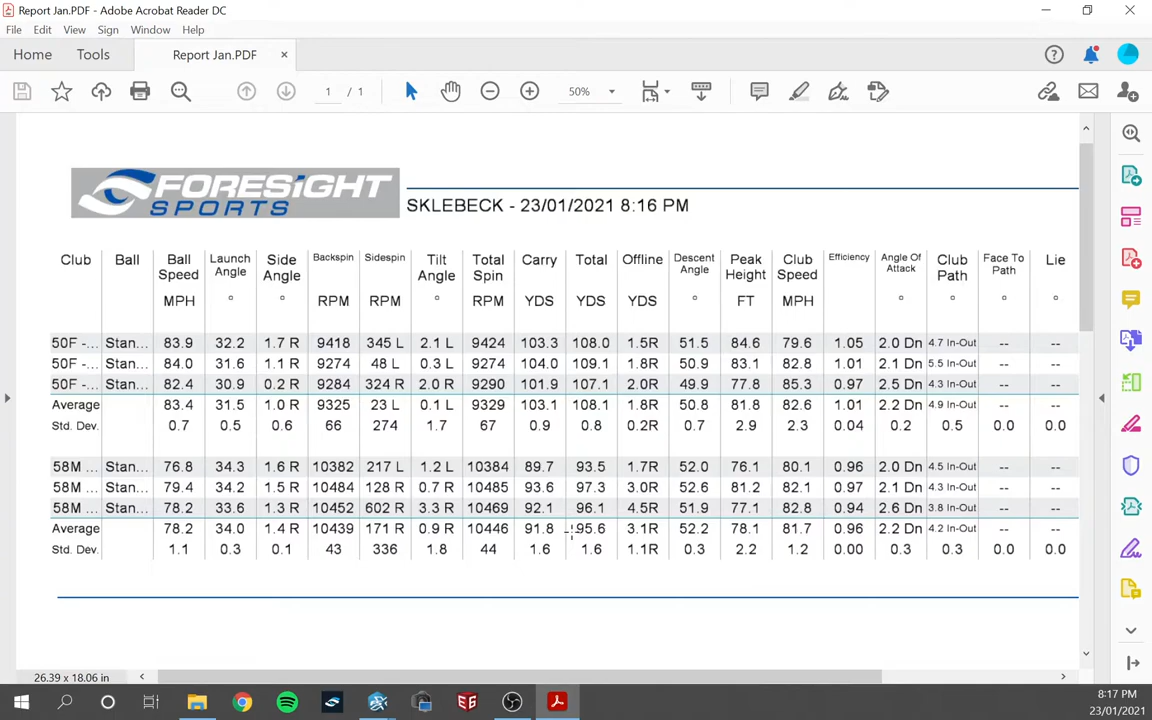 Report Jan.PDF - Adobe Acrobat Reader DC
File Edit View Window Sign Help
Home Tools Report Jan.PDF ×
1 / 1 50%
FORESIGHT SPORTS
SKLEBECK - 23/01/2021 8:16 PM
Club Ball Ball Speed Launch Angle Side Angle Backspin Sidespin Tilt Angle Total Spin Carry Total Offline Descent Angle Peak Height Club Speed Efficiency Angle Of Attack Club Path Face To Path Lie
MPH ° ° RPM RPM ° RPM YDS YDS YDS ° FT MPH ° ° ° °
50F -... Stan... 83.9 32.2 1.7 R 9418 345 L 2.1 L 9424 103.3 108.0 1.5R 51.5 84.6 79.6 1.05 2.0 Dn 4.7 In-Out -- --
50F -... Stan... 84.0 31.6 1.1 R 9274 48 L 0.3 L 9274 104.0 109.1 1.8R 50.9 83.1 82.8 1.01 2.1 Dn 5.5 In-Out -- --
50F -... Stan... 82.4 30.9 0.2 R 9284 324 R 2.0 R 9290 101.9 107.1 2.0R 49.9 77.8 85.3 0.97 2.5 Dn 4.3 In-Out -- --
Average 83.4 31.5 1.0 R 9325 23 L 0.1 L 9329 103.1 108.1 1.8R 50.8 81.8 82.6 1.01 2.2 Dn 4.9 In-Out -- --
Std. Dev. 0.7 0.5 0.6 66 274 1.7 67 0.9 0.8 0.2R 0.7 2.9 2.3 0.04 0.2 0.5 0.0 0.0
58M ... Stan... 76.8 34.3 1.6 R 10382 217 L 1.2 L 10384 89.7 93.5 1.7R 52.0 76.1 80.1 0.96 2.0 Dn 4.5 In-Out -- --
58M ... Stan... 79.4 34.2 1.5 R 10484 128 R 0.7 R 10485 93.6 97.3 3.0R 52.6 81.2 82.1 0.97 2.1 Dn 4.3 In-Out -- --
58M ... Stan... 78.2 33.6 1.3 R 10452 602 R 3.3 R 10469 92.1 96.1 4.5R 51.9 77.1 82.8 0.94 2.6 Dn 3.8 In-Out -- --
Average 78.2 34.0 1.4 R 10439 171 R 0.9 R 10446 91.8 95.6 3.1R 52.2 78.1 81.7 0.96 2.2 Dn 4.2 In-Out -- --
Std. Dev. 1.1 0.3 0.1 43 336 1.8 44 1.6 1.6 1.1R 0.3 2.2 1.2 0.00 0.3 0.3 0.0 0.0
26.39 x 18.06 in
8:17 PM
23/01/2021